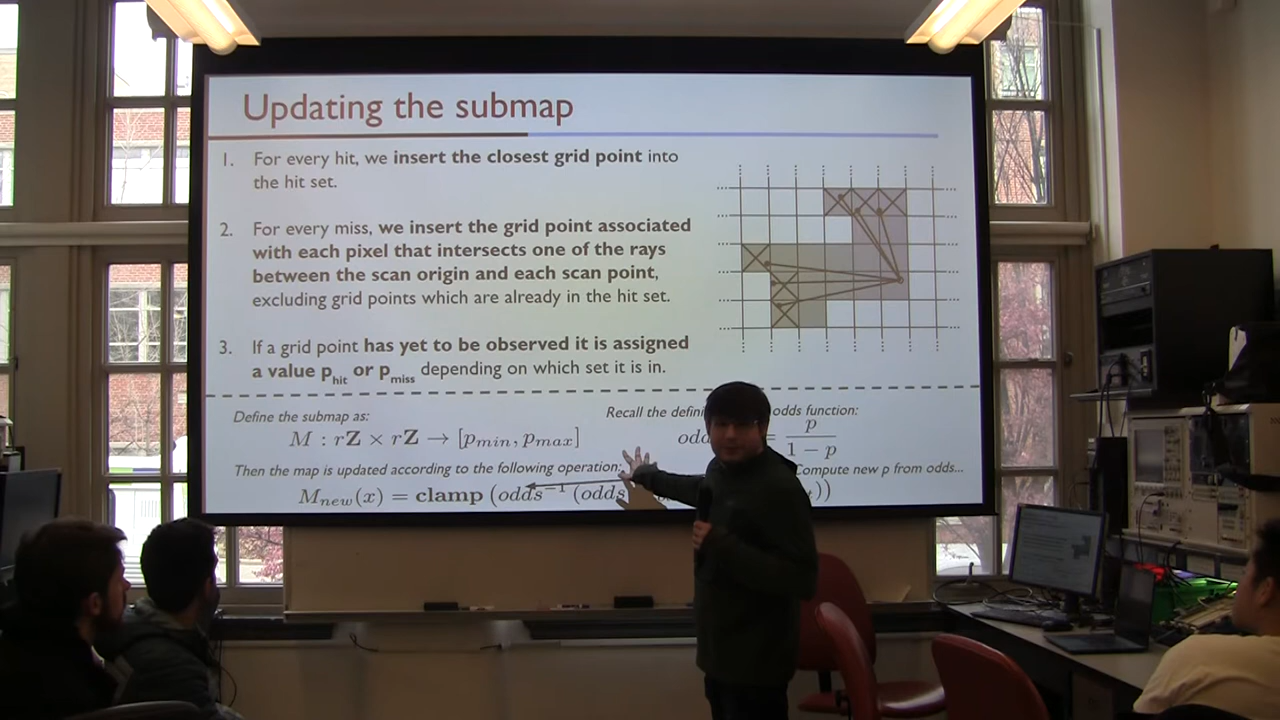 Updating the submap
1. For every hit, we insert the closest grid point into
the hit set.
2. For every miss, we insert the grid point associated
with each pixel that intersects one of the rays
between the scan origin and each scan point,
excluding grid points which are already in the hit set.
3. If a grid point has yet to be observed it is assigned
a value p_hit or p_miss depending on which set it is in.
Define the submap as:
M : rZ × rZ → [p_min, p_max]
Recall the odds function:
= p / (1 − p)
Then the map is updated according to the following operation:
Compute new p from odds...
M_new(x) = clamp (odds⁻¹ (odds ))